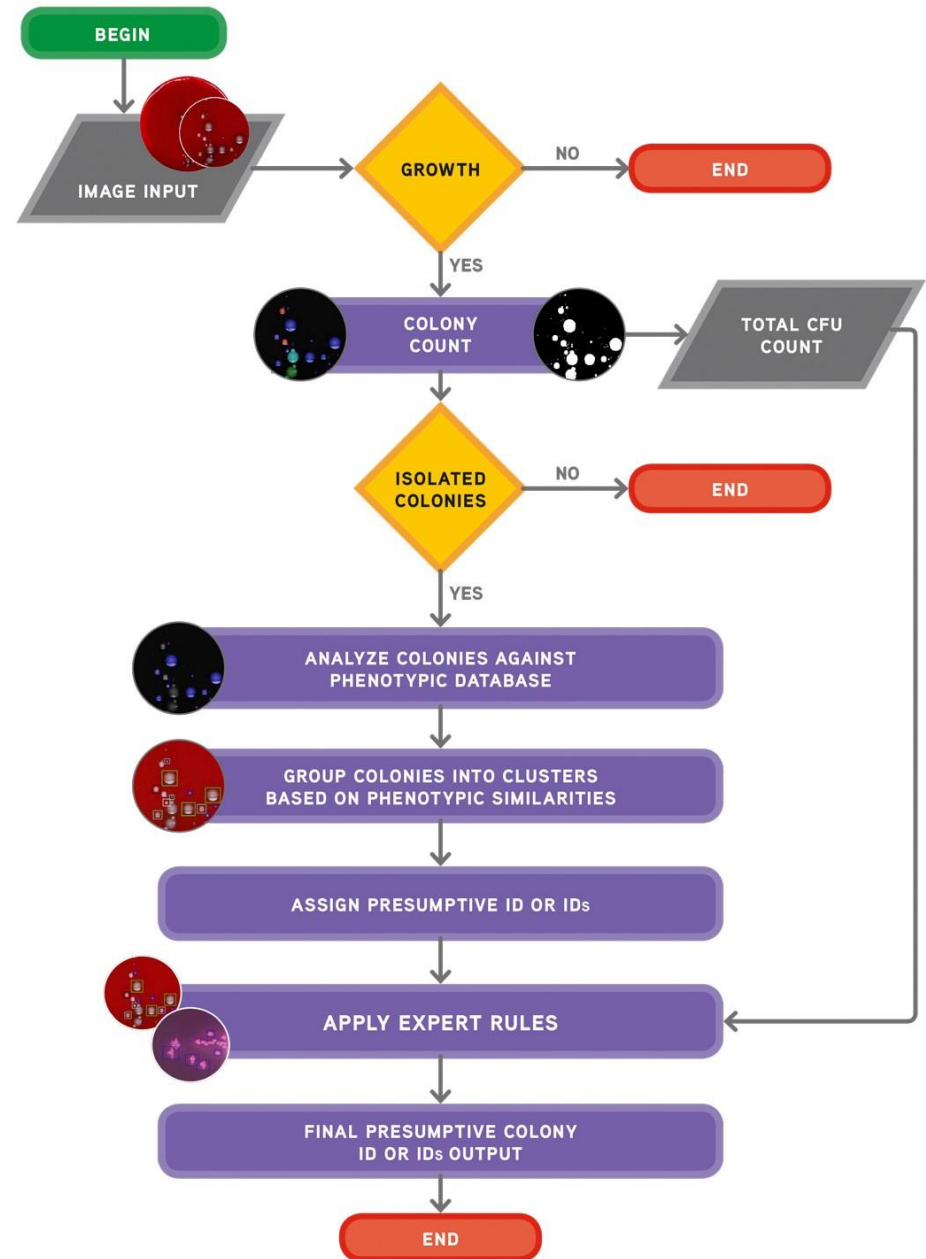 BEGIN
IMAGE INPUT
GROWTH
NO
END
YES
COLONY
COUNT
TOTAL CFU
COUNT
ISOLATED
COLONIES
NO
END
YES
ANALYZE COLONIES AGAINST
PHENOTYPIC DATABASE
GROUP COLONIES INTO CLUSTERS
BASED ON PHENOTYPIC SIMILARITIES
ASSIGN PRESUMPTIVE ID OR IDs
APPLY EXPERT RULES
FINAL PRESUMPTIVE COLONY
ID OR IDs OUTPUT
END